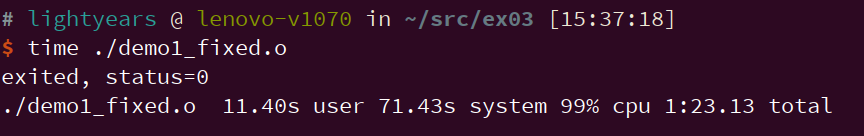 # lightyears @ lenovo-v1070 in ~/src/ex03 [15:37:18]
$ time ./demo1_fixed.o
exited, status=0
./demo1_fixed.o  11.40s user 71.43s system 99% cpu 1:23.13 total